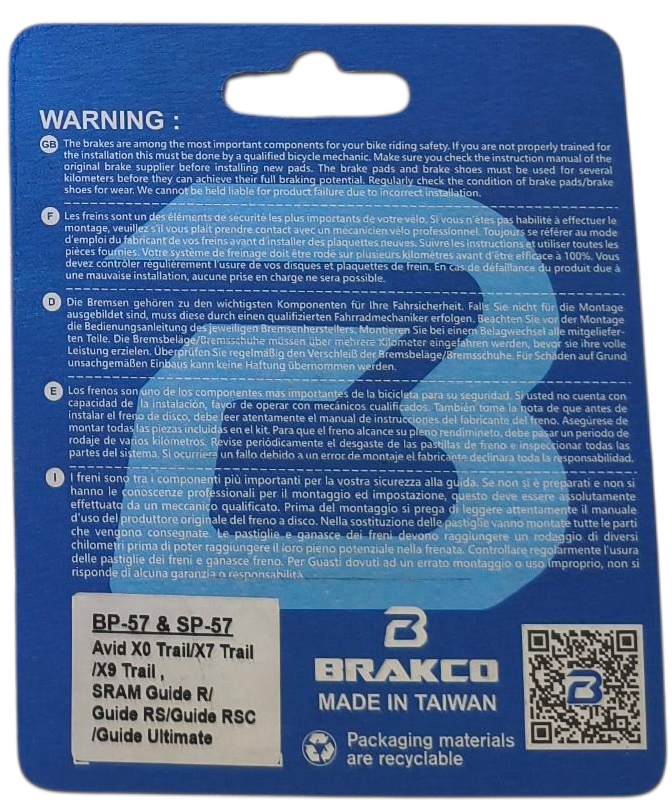 WARNING :
GB The brakes are among the most important components for your bike riding safety. If you are not properly trained for
the installation this must be done by a qualified bicycle mechanic. Make sure you check the instruction manual of the
original brake supplier before installing new pads. The brake pads and brake shoes must be used for several
kilometers before they can achieve their full braking potential. Regularly check the condition of brake pads/brake
shoes for wear. We cannot be held liable for product failure due to incorrect installation.
F Les freins sont un des éléments de sécurité les plus importants de votre vélo. Si vous n'êtes pas habilité à effectuer le
montage, veuillez s'il vous plait prendre contact avec un mécanicien vélo professionnel. Toujours se référer au mode
d'emploi du fabricant de vos freins avant d'installer des plaquettes neuves. Suivre les instructions et utiliser toutes les
pièces fournies. Votre système de freinage doit être rodé sur plusieurs kilomètres avant d'être efficace à 100%. Vous
devez contrôler régulièrement l'usure de vos disques et plaquettes de frein. En cas de défaillance du produit due à
une mauvaise installation, aucune prise en charge ne sera possible.
D Die Bremsen gehören zu den wichtigsten Komponenten für Ihre Fahrsicherheit. Falls Sie nicht für die Montage
ausgebildet sind, muss diese durch einen qualifizierten Fahrradmechaniker erfolgen. Beachten Sie vor der Montage
die Bedienungsanleitung des jeweiligen Bremsenherstellers. Montieren Sie bei einem Belagwechsel alle mitgeliefer-
ten Teile. Die Bremsbeläge/Bremsschuhe müssen über mehrere Kilometer eingefahren werden, bevor sie ihre volle
Leistung erzielen. Überprüfen Sie regelmäßig den Verschleiß der Bremsbeläge/Bremsschuhe. Für Schäden auf Grund
unsachgemäßen Einbaus kann keine Haftung übernommen werden.
E Los frenos son uno de los componentes mas importantes de la bicicleta para su seguridad. Si usted no cuenta con
capacidad de la instalación, favor de operar con mecánicos cualificados. También tome la nota de que antes de
instalar el freno de disco, debe leer atentamente el manual de instrucciones del fabricante del freno. Asegúrese de
montar todas las piezas incluidas en el kit. Para que el freno alcance su pleno rendimineto, debe pasar un periodo de
rodaje de varios kilómetros. Revise periódicamente el desgaste de las pastillas de freno e inspeccionar todas las
partes del sistema. Si ocurriera un fallo debido a un error de montaje el fabricante declinara toda la responsabilidad.
I I freni sono tra i componenti più importanti per la vostra sicurezza alla guida. Se non si è preparati e non si
hanno le conoscenze professionali per il montaggio ed impostazione, questo deve essere assolutamente
effettuato da un meccanico qualificato. Prima del montaggio si prega di leggere attentamente il manuale
d'uso del produttore originale del freno a disco. Nella sostituzione delle pastiglie vanno montate tutte le parti
che vengono consegnate. Le pastiglie e ganasce dei freni devono raggiungere un rodaggio di diversi
chilometri prima di poter raggiungere il loro pieno potenziale nella frenata. Controllare regolarmente l'usura
delle pastiglie dei freni e ganasce freno. Per Guasti dovuti ad un errato montaggio o uso improprio, non si
risponde di alcuna garanzia o responsabilità.
BP-57 & SP-57
Avid X0 Trail/X7 Trail
/X9 Trail ,
SRAM Guide R/
Guide RS/Guide RSC
/Guide Ultimate
BRAKCO
MADE IN TAIWAN
Packaging materials
are recyclable